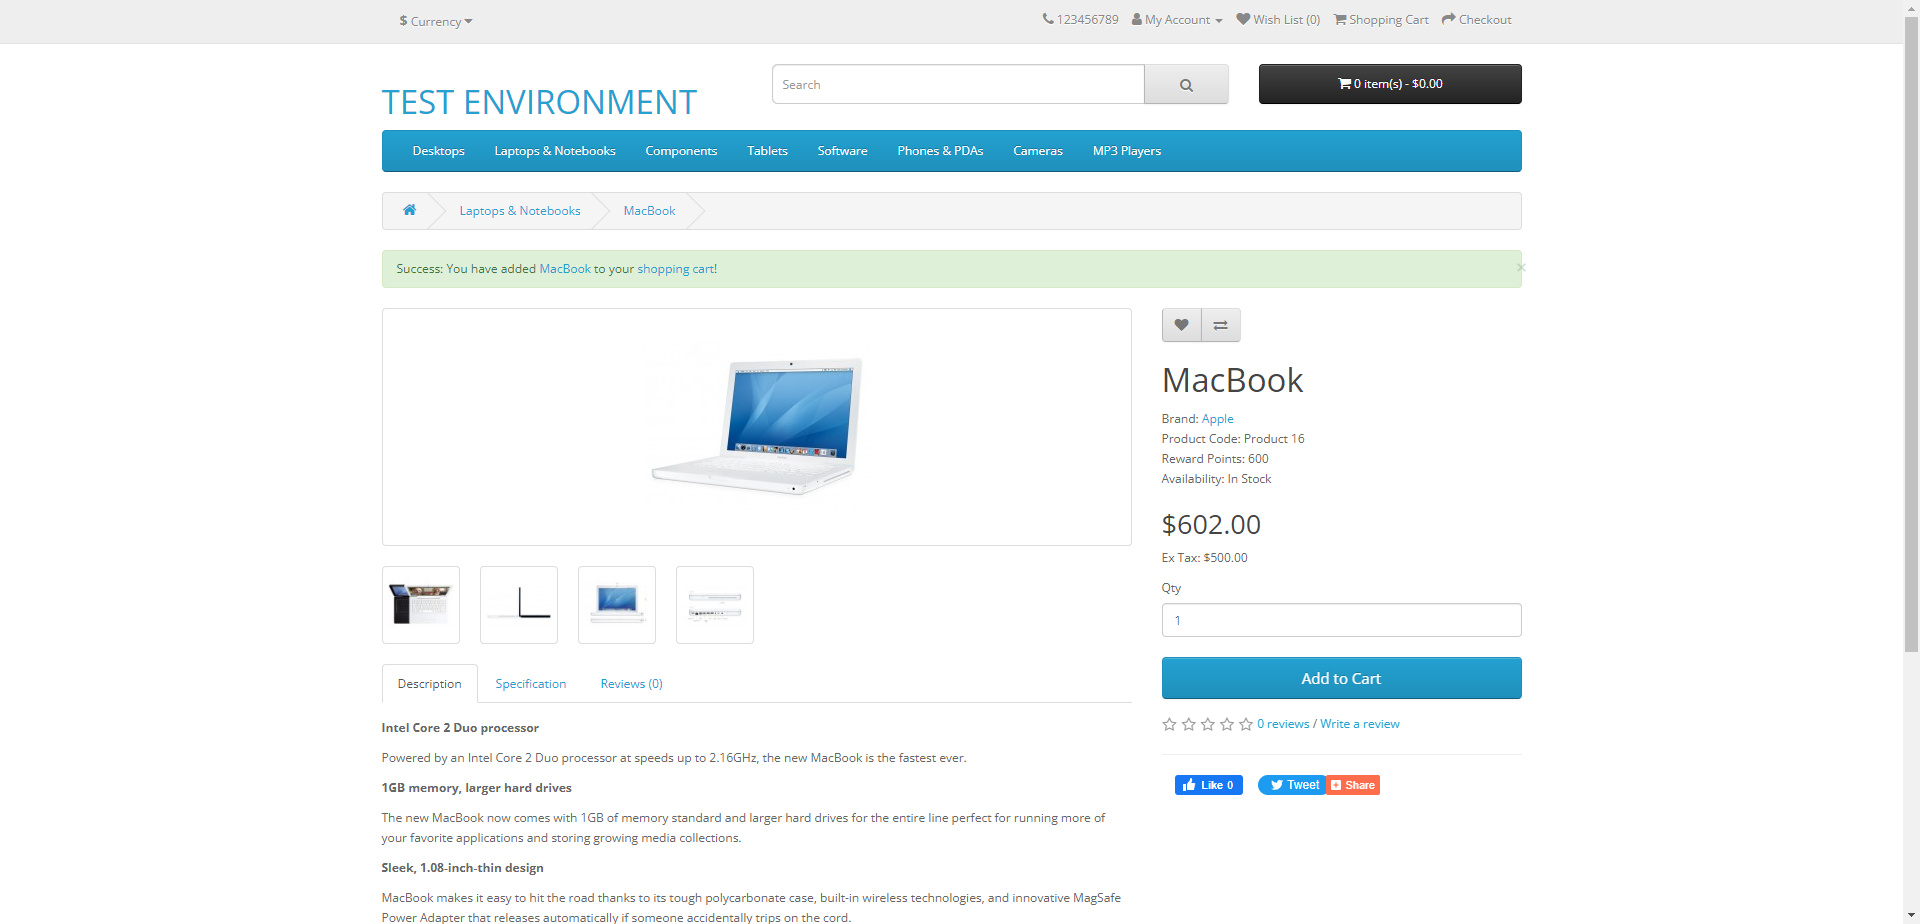 $ Currency
123456789 My Account Wish List (0) Shopping Cart Checkout
TEST ENVIRONMENT
Search
0 item(s) - $0.00
Desktops Laptops & Notebooks Components Tablets Software Phones & PDAs Cameras MP3 Players
Laptops & Notebooks MacBook
Success: You have added MacBook to your shopping cart!
×
MacBook
Brand: Apple
Product Code: Product 16
Reward Points: 600
Availability: In Stock
$602.00
Ex Tax: $500.00
Qty
1
Add to Cart
0 reviews / Write a review
Like 0 Tweet Share
Description Specification Reviews (0)
Intel Core 2 Duo processor
Powered by an Intel Core 2 Duo processor at speeds up to 2.16GHz, the new MacBook is the fastest ever.
1GB memory, larger hard drives
The new MacBook now comes with 1GB of memory standard and larger hard drives for the entire line perfect for running more of
your favorite applications and storing growing media collections.
Sleek, 1.08-inch-thin design
MacBook makes it easy to hit the road thanks to its tough polycarbonate case, built-in wireless technologies, and innovative MagSafe
Power Adapter that releases automatically if someone accidentally trips on the cord.